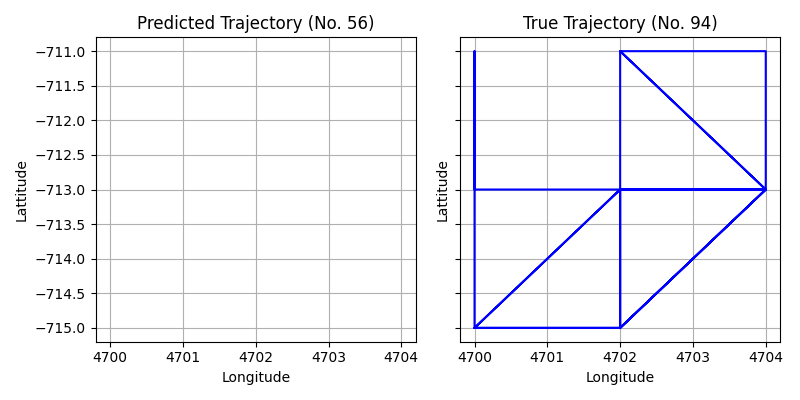 Predicted Trajectory (No. 56)
True Trajectory (No. 94)
Lattitude
−711.0
−711.5
−712.0
−712.5
−713.0
−713.5
−714.0
−714.5
−715.0
4700 4701 4702 4703 4704
Longitude
Lattitude
4700 4701 4702 4703 4704
Longitude